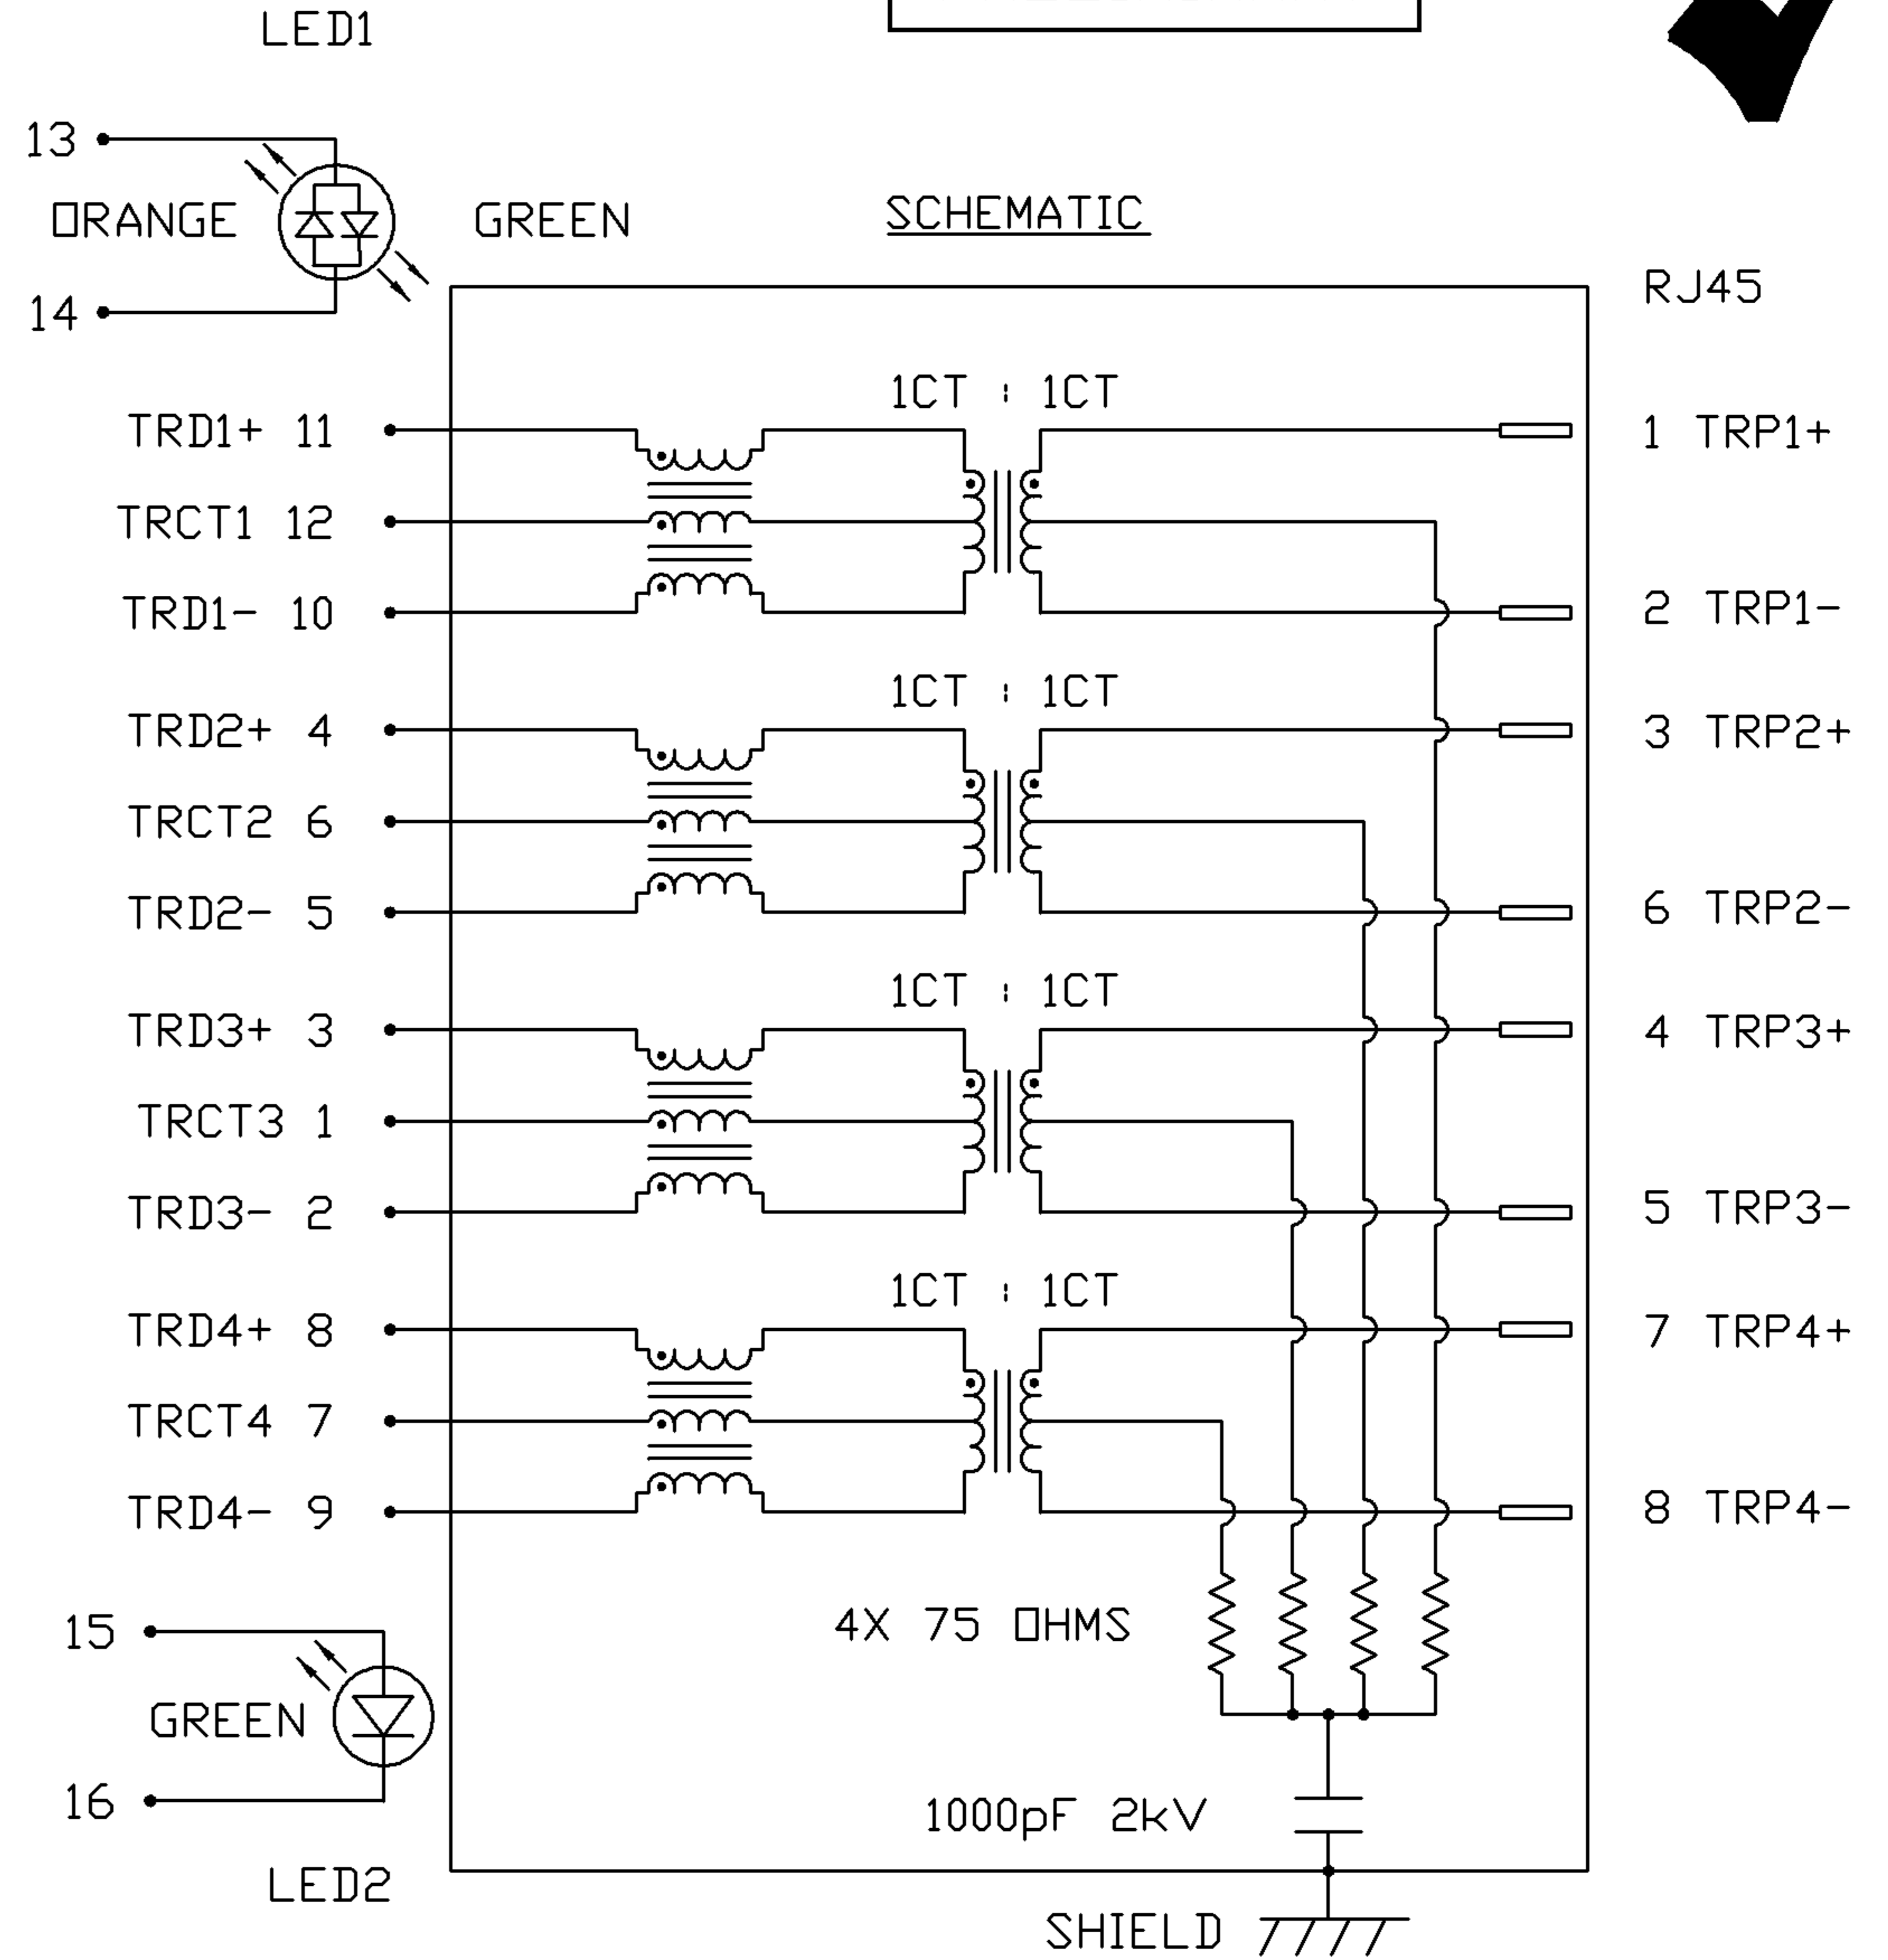 LED1
13
ORANGE GREEN SCHEMATIC
14 RJ45
1CT : 1CT
TRD1+ 11 1 TRP1+
TRCT1 12
TRD1- 10 2 TRP1-
1CT : 1CT
TRD2+ 4 3 TRP2+
TRCT2 6
TRD2- 5 6 TRP2-
1CT : 1CT
TRD3+ 3 4 TRP3+
TRCT3 1
TRD3- 2 5 TRP3-
1CT : 1CT
TRD4+ 8 7 TRP4+
TRCT4 7
TRD4- 9 8 TRP4-
15 4X 75 OHMS
GREEN
16 1000pF 2kV
LED2
SHIELD